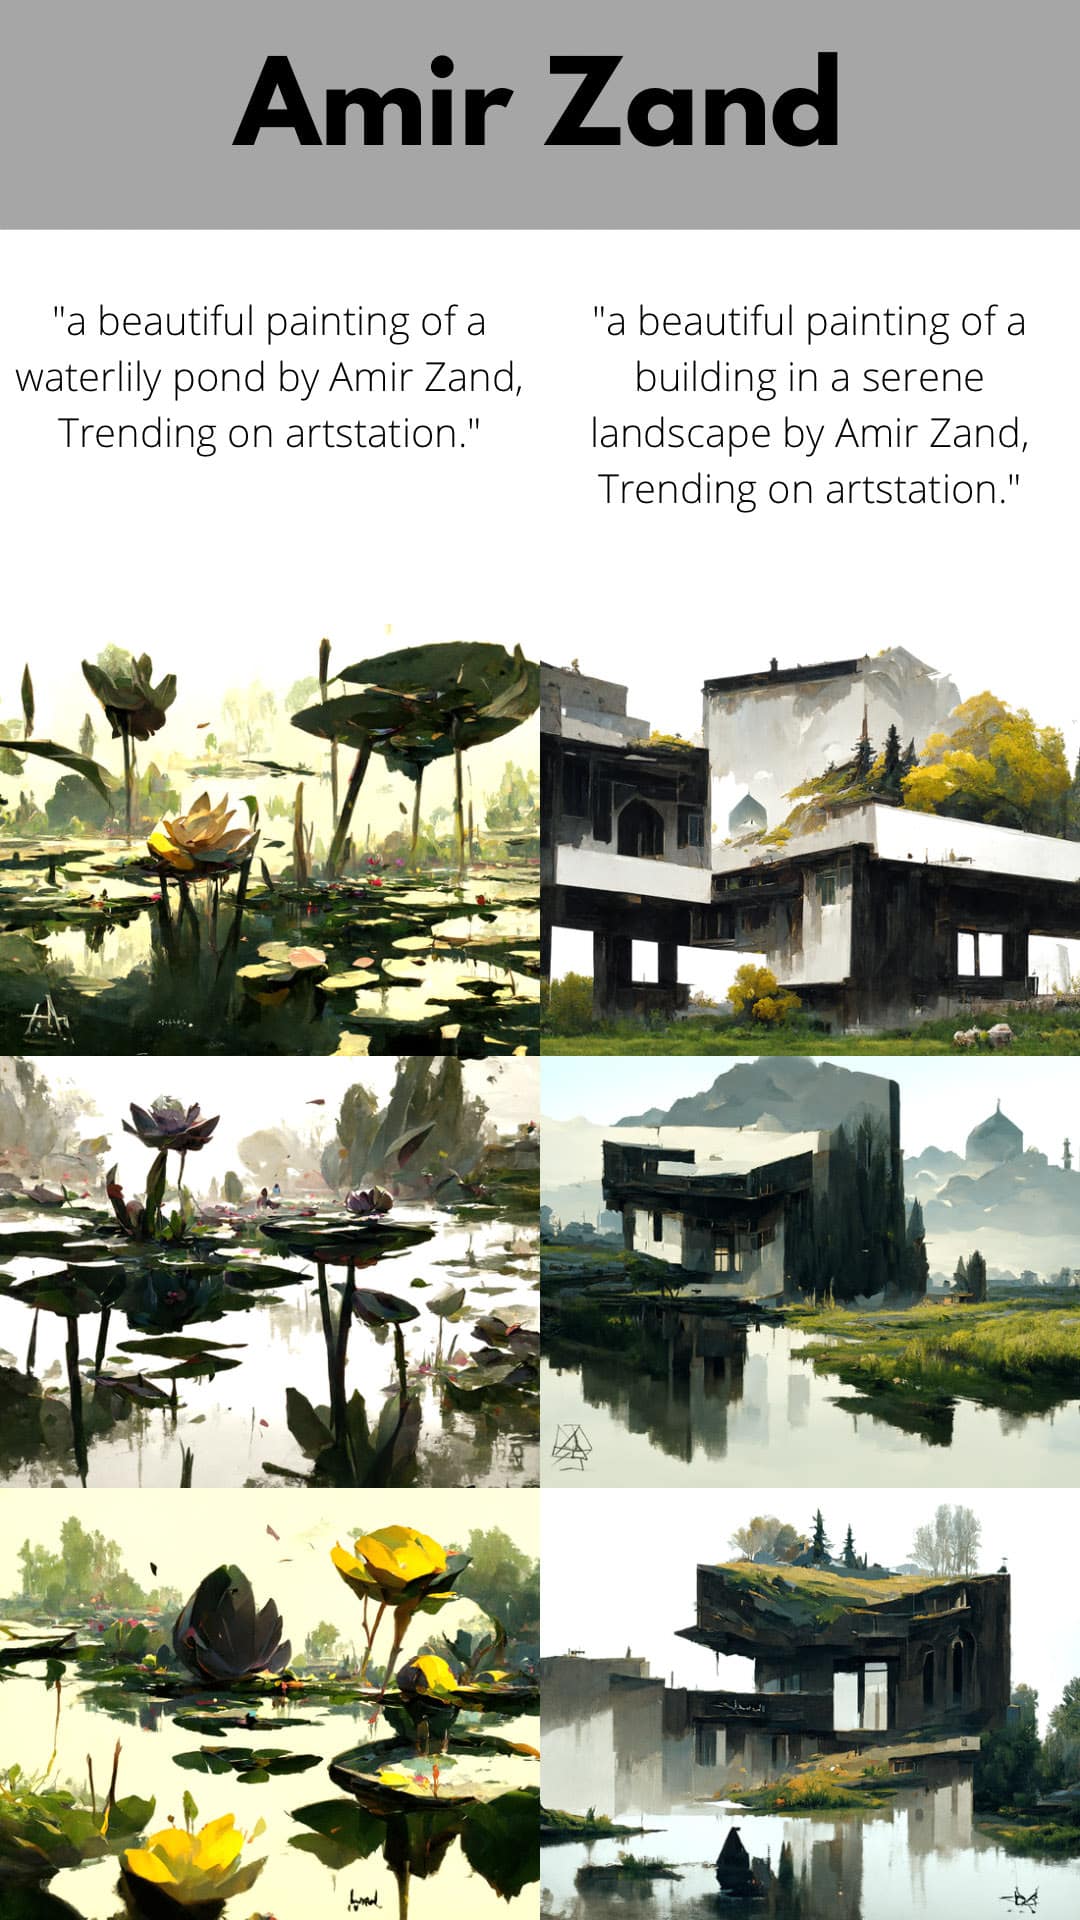 Amir Zand
"a beautiful painting of a
waterlily pond by Amir Zand,
Trending on artstation."
"a beautiful painting of a
building in a serene
landscape by Amir Zand,
Trending on artstation."